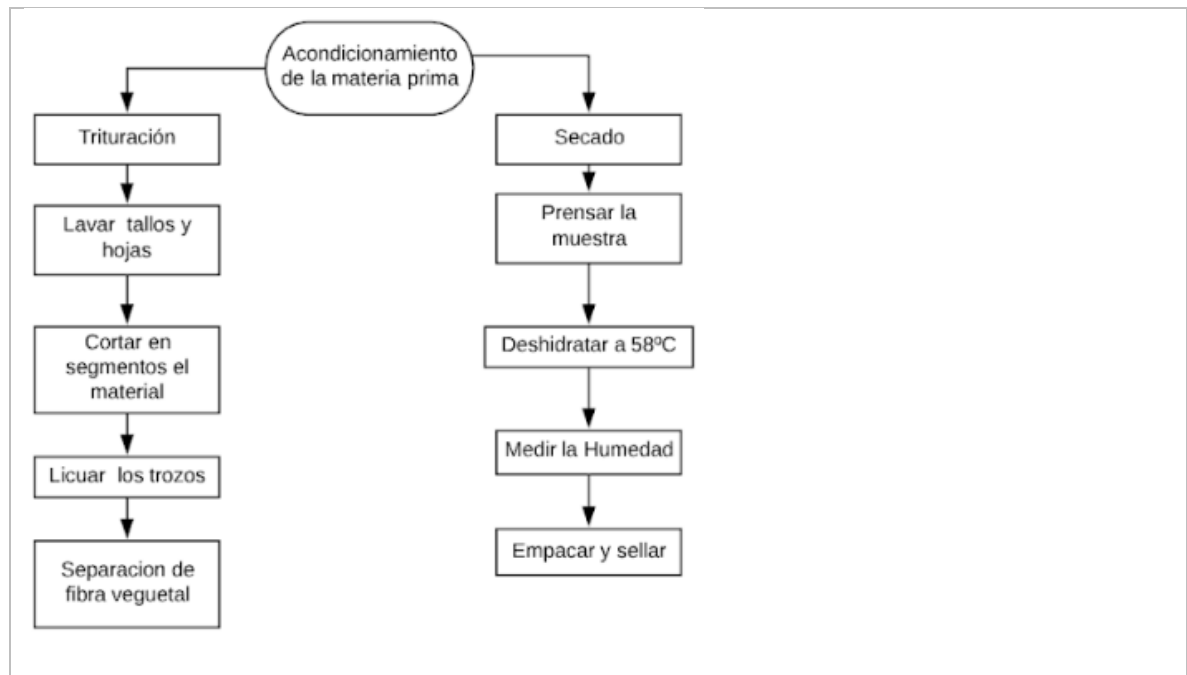 Acondicionamiento
de la materia prima
Trituración
Lavar tallos y
hojas
Cortar en
segmentos el
material
Licuar los trozos
Separacion de
fibra veguetal
Secado
Prensar la
muestra
Deshidratar a 58ºC
Medir la Humedad
Empacar y sellar